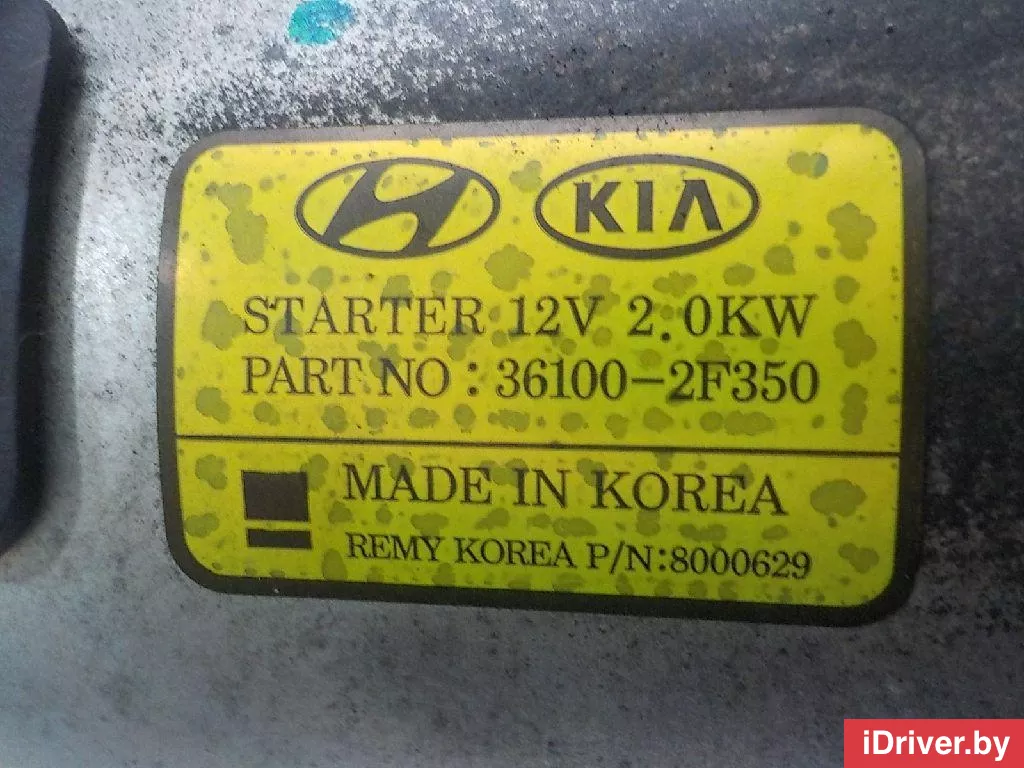 KIA
STARTER 12V 2.0KW
PART NO : 36100-2F350
MADE IN KOREA
REMY KOREA P/N:8000629
iDriver.by